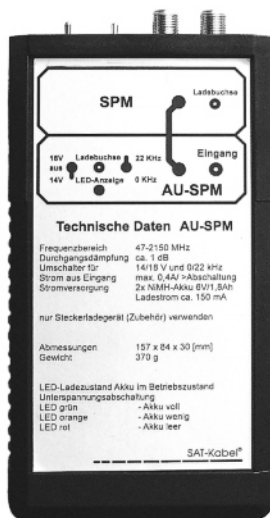 SPM
Ladebuchse
18V
aus
14V
Ladebuchse
22 KHz
LED-Anzeige
0 KHz
Eingang
AU-SPM
Technische Daten AU-SPM
Frequenzbereich 47-2150 MHz
Durchgangsdämpfung ca. 1 dB
Umschalter für 14/18 V und 0/22 kHz
Strom aus Eingang max. 0,4A/ >Abschaltung
Stromversorgung 2x NiMH-Akku 6V/1,8Ah
Ladestrom ca. 150 mA
nur Steckerladegerät (Zubehör) verwenden
Abmessungen 157 x 84 x 30 [mm]
Gewicht 370 g
LED-Ladezustand Akku im Betriebszustand
Unterspannungsabschaltung
LED grün - Akku voll
LED orange - Akku wenig
LED rot - Akku leer
SAT-Kabel®